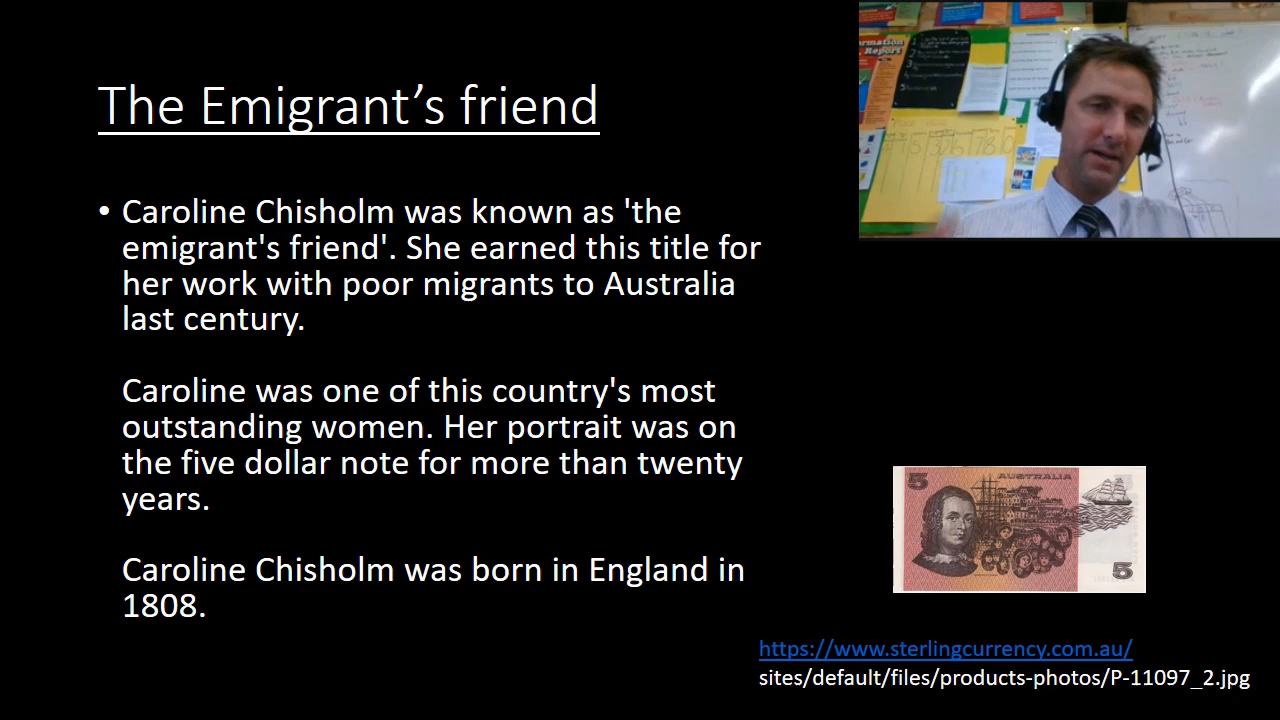 The Emigrant’s friend
• Caroline Chisholm was known as 'the
emigrant's friend'. She earned this title for
her work with poor migrants to Australia
last century.
Caroline was one of this country's most
outstanding women. Her portrait was on
the five dollar note for more than twenty
years.
Caroline Chisholm was born in England in
1808.
5
AUSTRALIA
5
https://www.sterlingcurrency.com.au/
sites/default/files/products-photos/P-11097_2.jpg